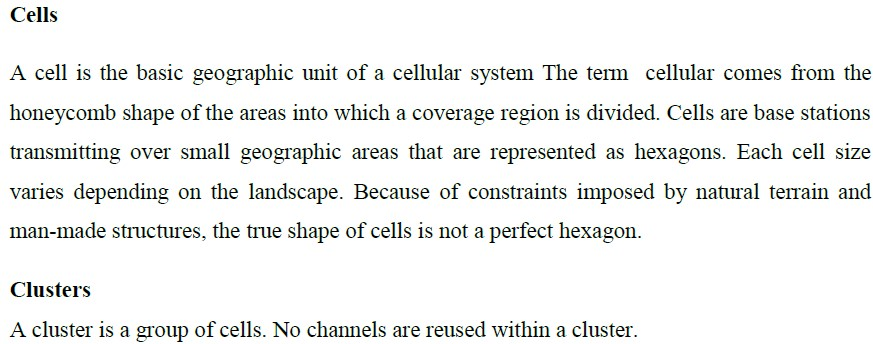 Cells
A cell is the basic geographic unit of a cellular system The term cellular comes from the
honeycomb shape of the areas into which a coverage region is divided. Cells are base stations
transmitting over small geographic areas that are represented as hexagons. Each cell size
varies depending on the landscape. Because of constraints imposed by natural terrain and
man-made structures, the true shape of cells is not a perfect hexagon.
Clusters
A cluster is a group of cells. No channels are reused within a cluster.